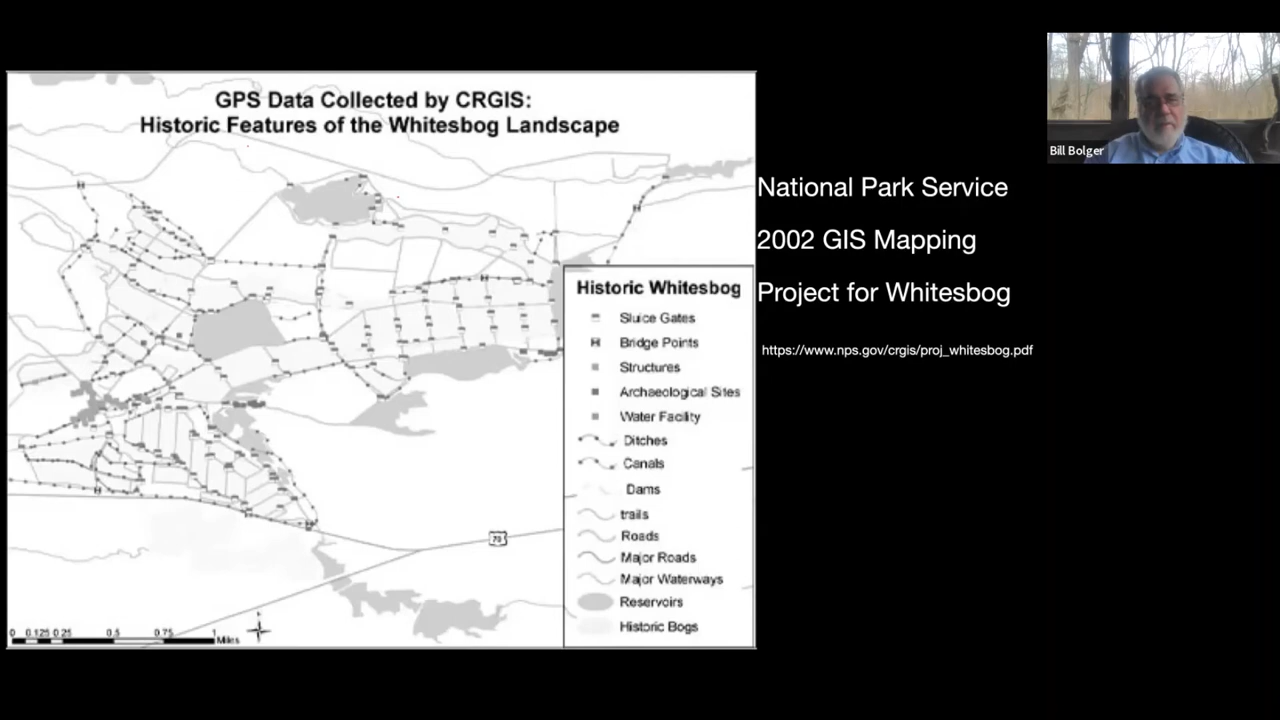 GPS Data Collected by CRGIS:
Historic Features of the Whitesbog Landscape
Historic Whitesbog
Sluice Gates
Bridge Points
Structures
Archaeological Sites
Water Facility
Ditches
Canals
Dams
trails
Roads
Major Roads
Major Waterways
Reservoirs
Historic Bogs
70
0 0.125 0.25 0.5 0.75 1
Miles
National Park Service
2002 GIS Mapping
Project for Whitesbog
https://www.nps.gov/crgis/proj_whitesbog.pdf
Bill Bolger